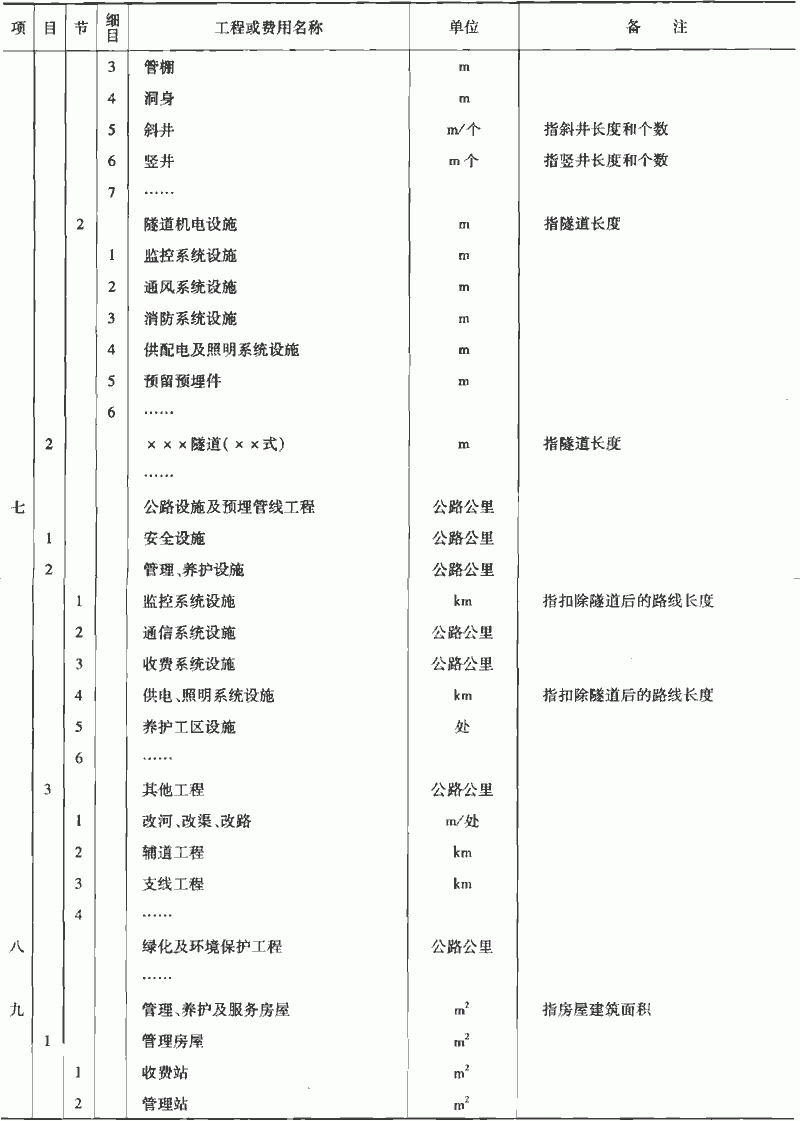 项 目 节 细目 工程或费用名称 单位 备 注
3 管棚 m
4 洞身 m
5 斜井 m/个 指斜井长度和个数
6 竖井 m个 指竖井长度和个数
7 ……
2 隧道机电设施 m 指隧道长度
1 监控系统设施 m
2 通风系统设施 m
3 消防系统设施 m
4 供配电及照明系统设施 m
5 预留预埋件 m
6 ……
2 ×××隧道(××式) m 指隧道长度
……
七 公路设施及预埋管线工程 公路公里
1 安全设施 公路公里
2 管理、养护设施 公路公里
1 监控系统设施 km 指扣除隧道后的路线长度
2 通信系统设施 公路公里
3 收费系统设施 公路公里
4 供电、照明系统设施 km 指扣除隧道后的路线长度
5 养护工区设施 处
6 ……
3 其他工程 公路公里
1 改河、改渠、改路 m/处
2 辅道工程 km
3 支线工程 km
4 ……
八 绿化及环境保护工程 公路公里
……
九 管理、养护及服务房屋 m² 指房屋建筑面积
1 管理房屋 m²
1 收费站 m²
2 管理站 m²